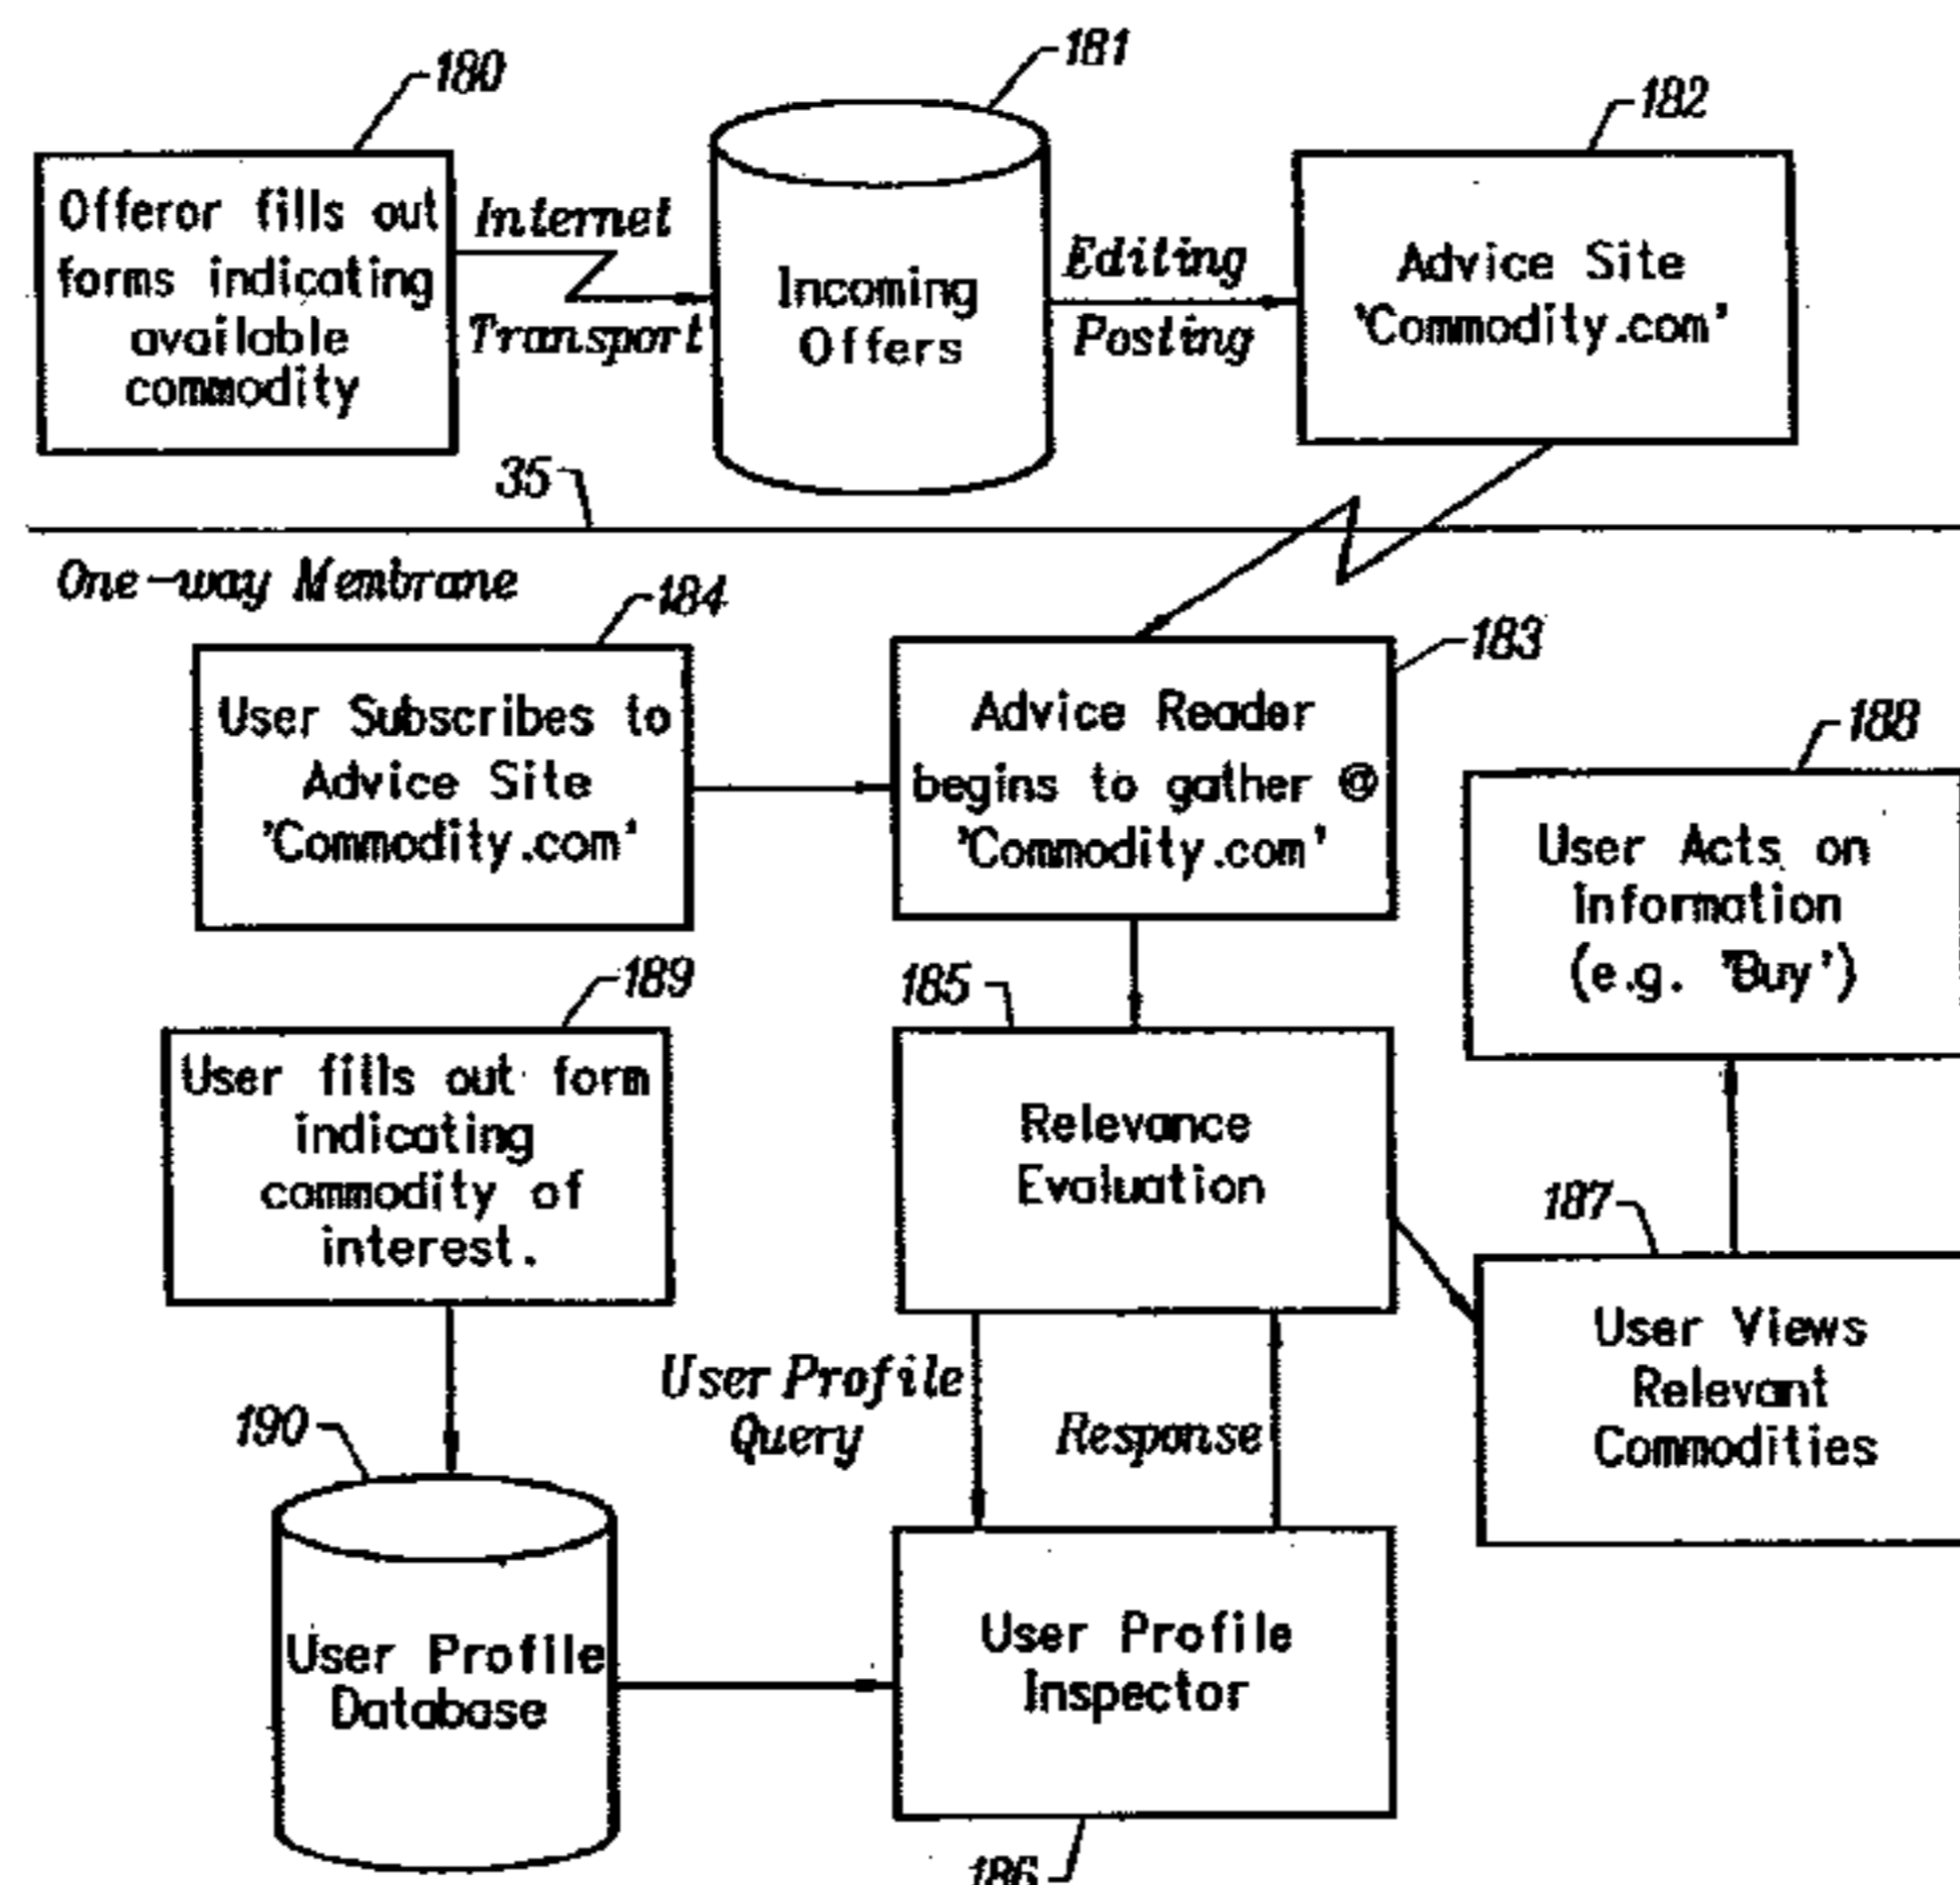 180
181
182
Offeror fills out
forms indicating
available
commodity
Internet
Transport
Incoming
Offers
Editing
Posting
Advice Site
'Commodity.com'
35
One-way Membrane
184
183
User Subscribes to
Advice Site
'Commodity.com'
Advice Reader
begins to gather @
'Commodity.com'
188
User Acts on
Information
(e.g. 'Buy')
189
185
User fills out form
indicating
commodity of
interest.
Relevance
Evaluation
187
User Views
Relevant
Commodities
User Profile
Query
Response
190
User Profile
Database
User Profile
Inspector
186